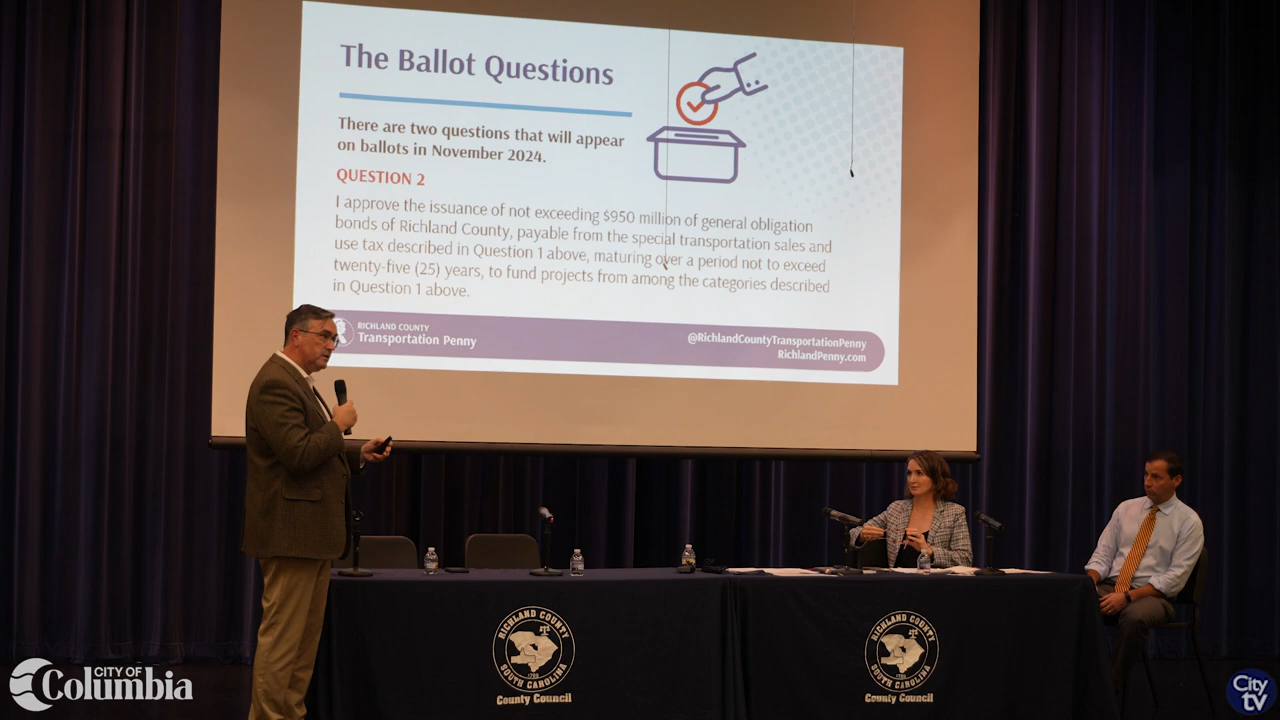 The Ballot Questions
There are two questions that will appear
on ballots in November 2024.
QUESTION 2
I approve the issuance of not exceeding $950 million of general obligation
bonds of Richland County, payable from the special transportation sales and
use tax described in Question 1 above, maturing over a period not to exceed
twenty-five (25) years, to fund projects from among the categories described
in Question 1 above.
RICHLAND COUNTY
Transportation Penny
@RichlandCountyTransportationPenny
RichlandPenny.com
RICHLAND COUNTY
SOUTH CAROLINA
1799
County Council
RICHLAND COUNTY
SOUTH CAROLINA
1799
County Council
CITY OF
Columbia
City
tv